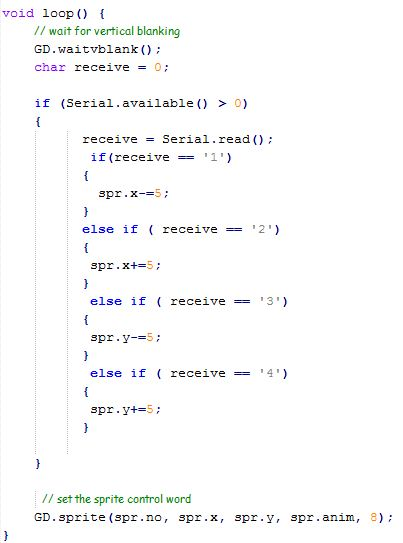 void loop() {
// wait for vertical blanking
GD.waitvblank();
char receive = 0;
if (Serial.available() > 0)
{
receive = Serial.read();
if(receive == '1')
{
spr.x-=5;
}
else if ( receive == '2')
{
spr.x+=5;
}
else if ( receive == '3')
{
spr.y-=5;
}
else if ( receive == '4')
{
spr.y+=5;
}
}
// set the sprite control word
GD.sprite(spr.no, spr.x, spr.y, spr.anim, 8);
}